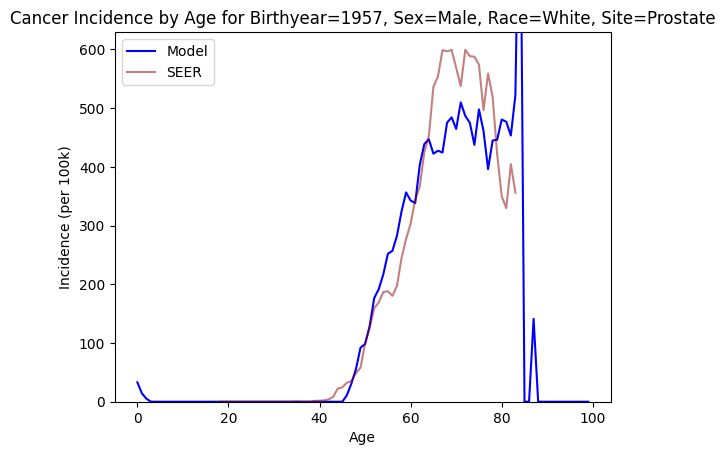 Cancer Incidence by Age for Birthyear=1957, Sex=Male, Race=White, Site=Prostate
Model
SEER
600
500
400
300
200
100
0
Incidence (per 100k)
0 20 40 60 80 100
Age